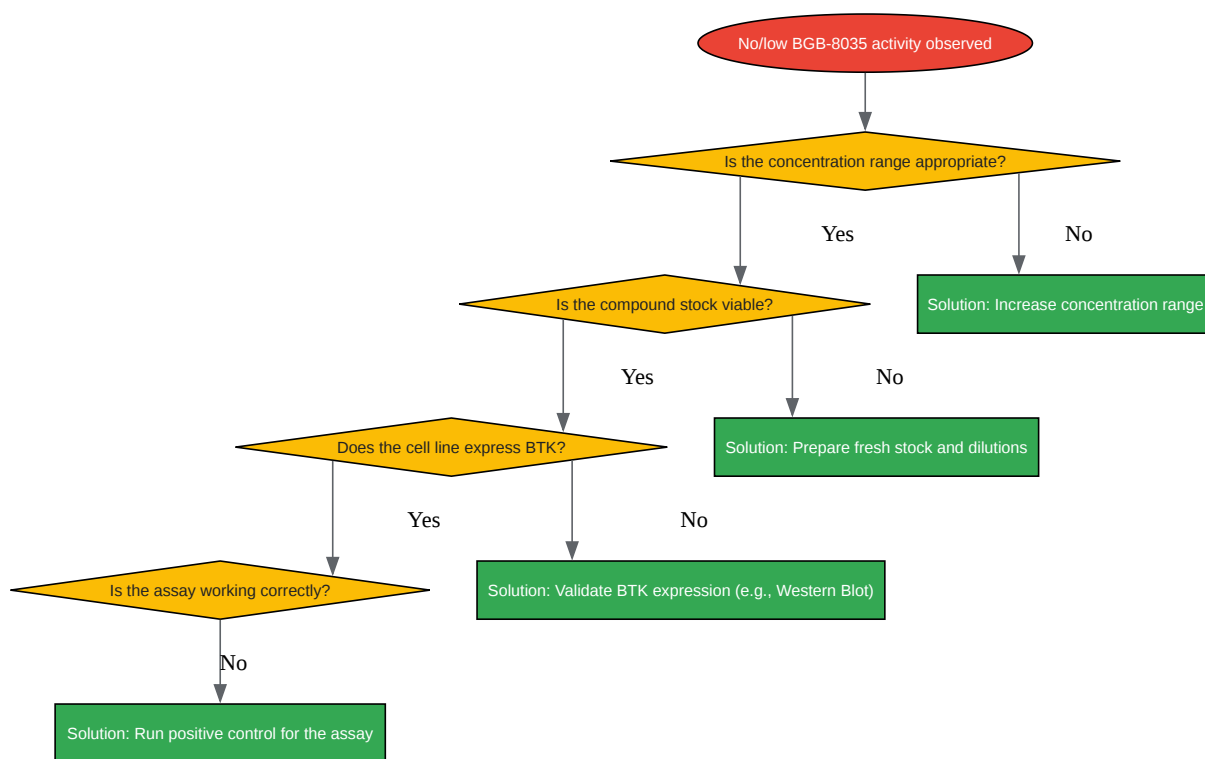 No/low BGB-8035 activity observed
Is the concentration range appropriate?
Yes
No
Is the compound stock viable?
Solution: Increase concentration range
Yes
No
Does the cell line express BTK?
Solution: Prepare fresh stock and dilutions
Yes
No
Is the assay working correctly?
Solution: Validate BTK expression (e.g., Western Blot)
No
Solution: Run positive control for the assay